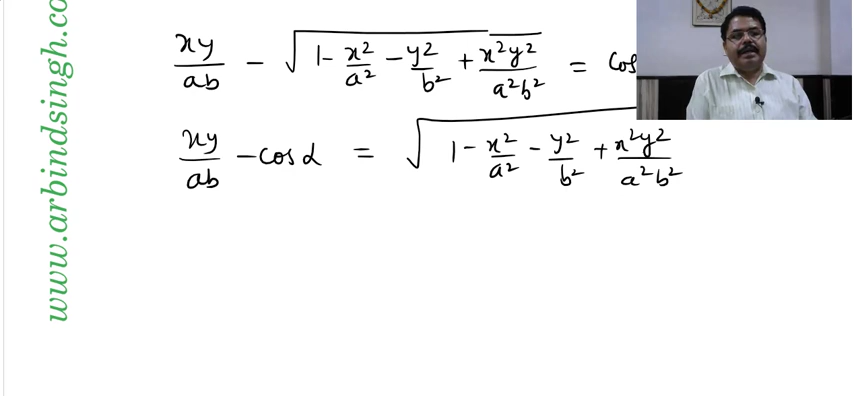 www.arbindsingh.co
xy/ab - √(1 - x²/a² - y²/b² + x²y²/a²b²) = cos
xy/ab - cos α = √(1 - x²/a² - y²/b² + x²y²/a²b²)